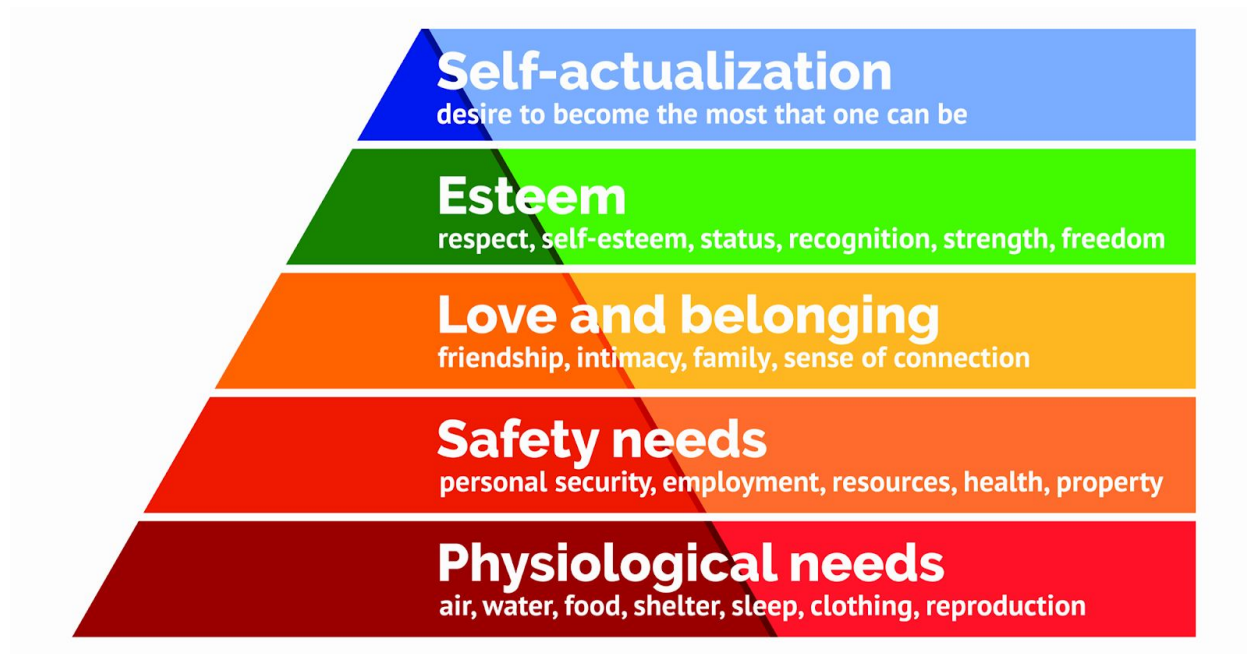 Self-actualization
desire to become the most that one can be
Esteem
respect, self-esteem, status, recognition, strength, freedom
Love and belonging
friendship, intimacy, family, sense of connection
Safety needs
personal security, employment, resources, health, property
Physiological needs
air, water, food, shelter, sleep, clothing, reproduction